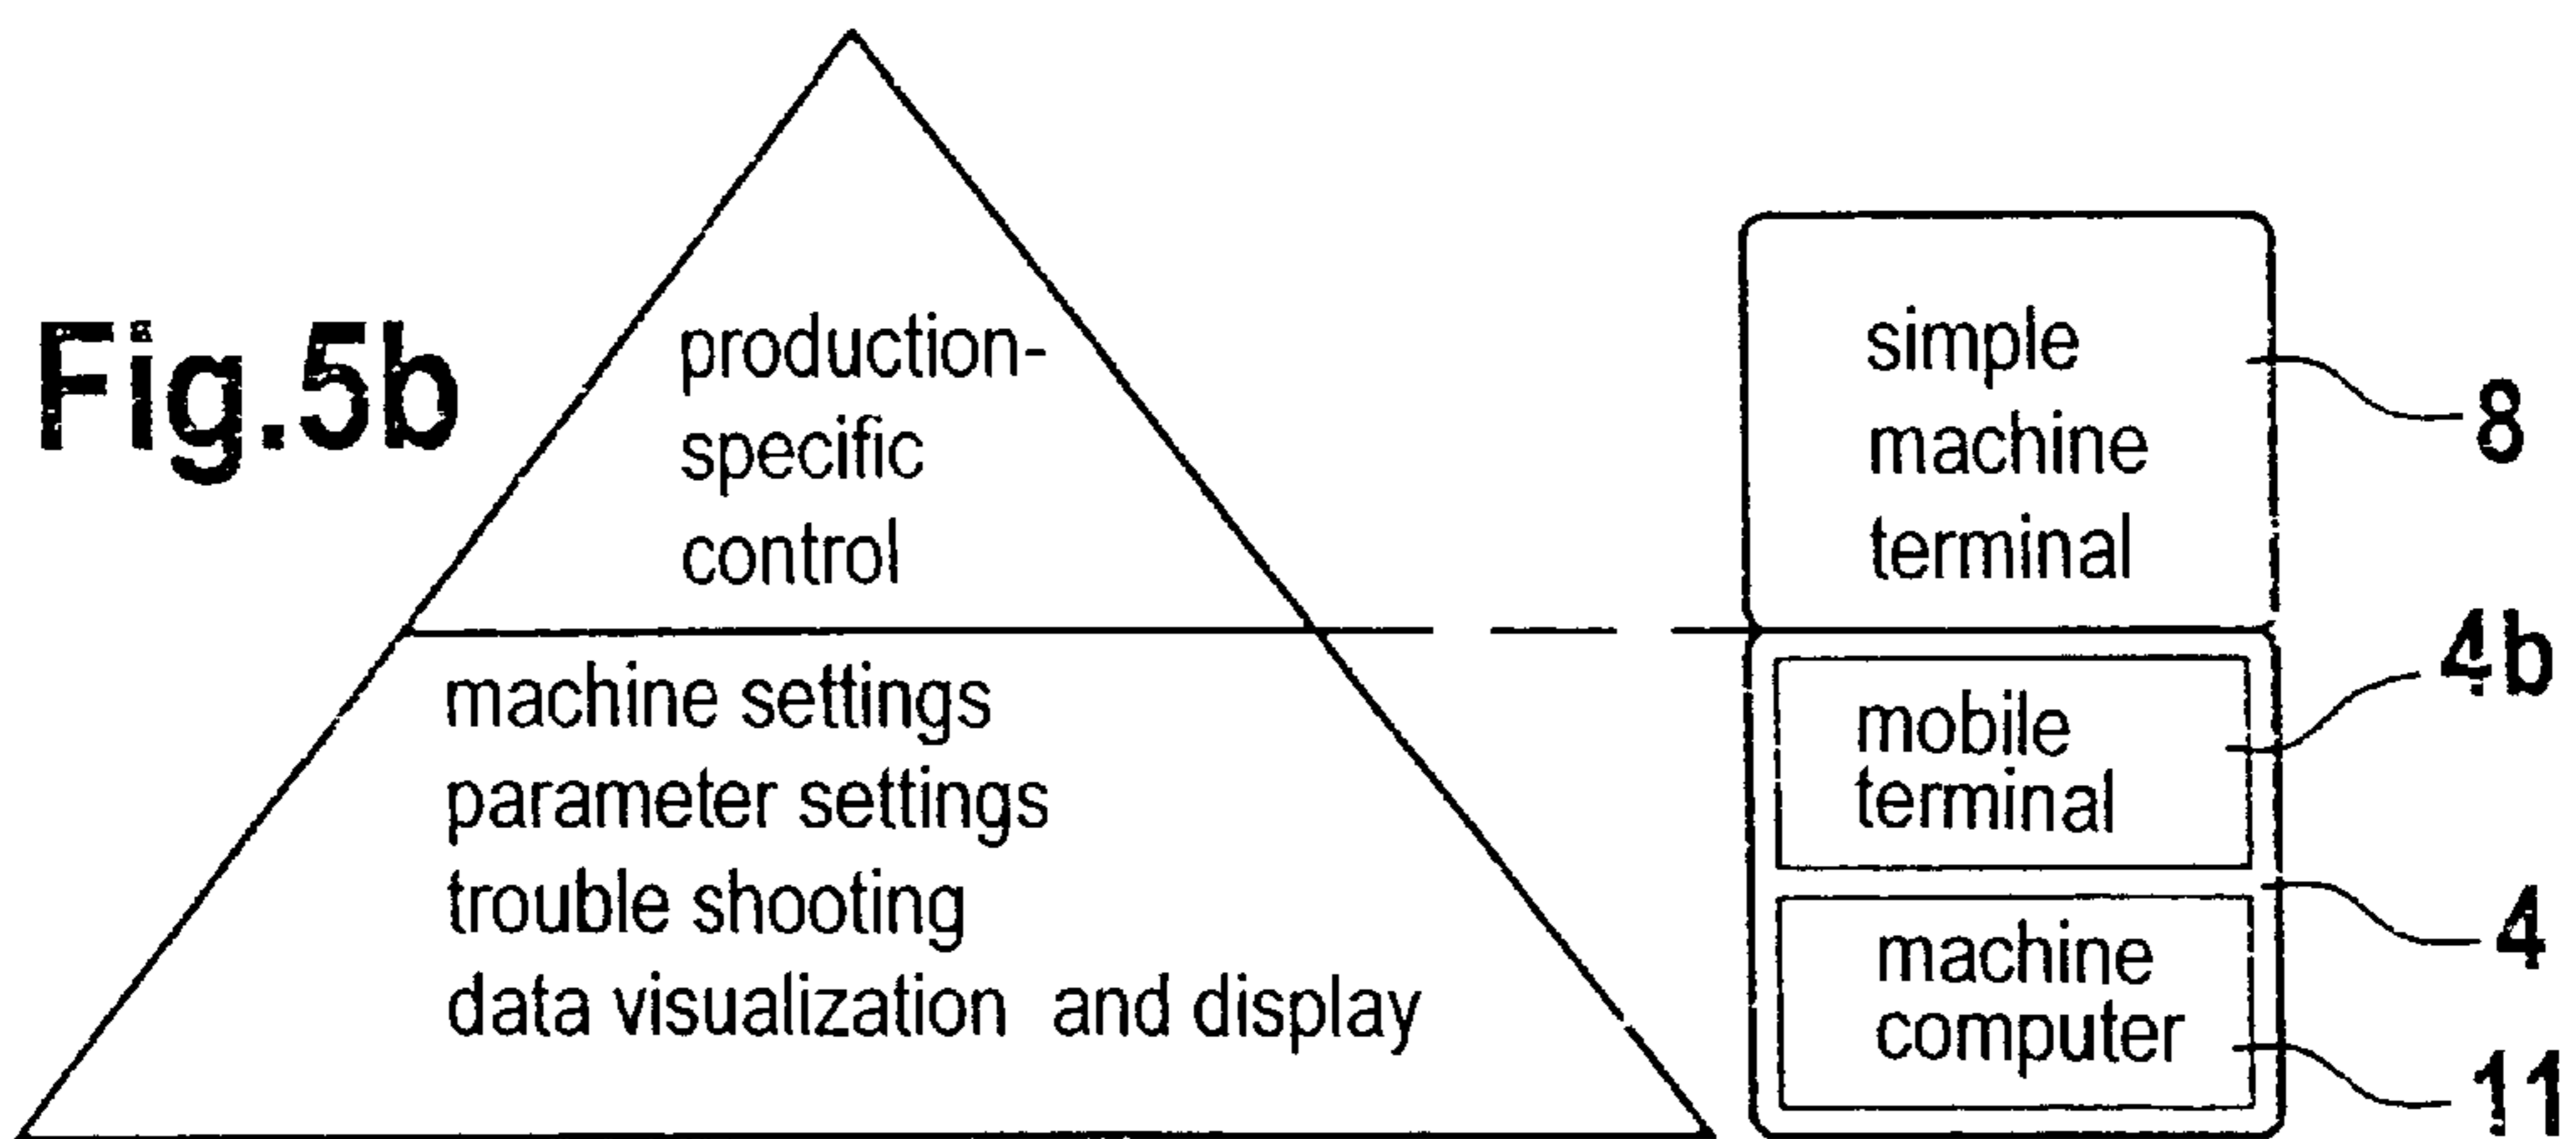 Fig.5b
production-
specific
control
machine settings
parameter settings
trouble shooting
data visualization and display
simple
machine
terminal
8
mobile
terminal
4b
4
machine
computer
11